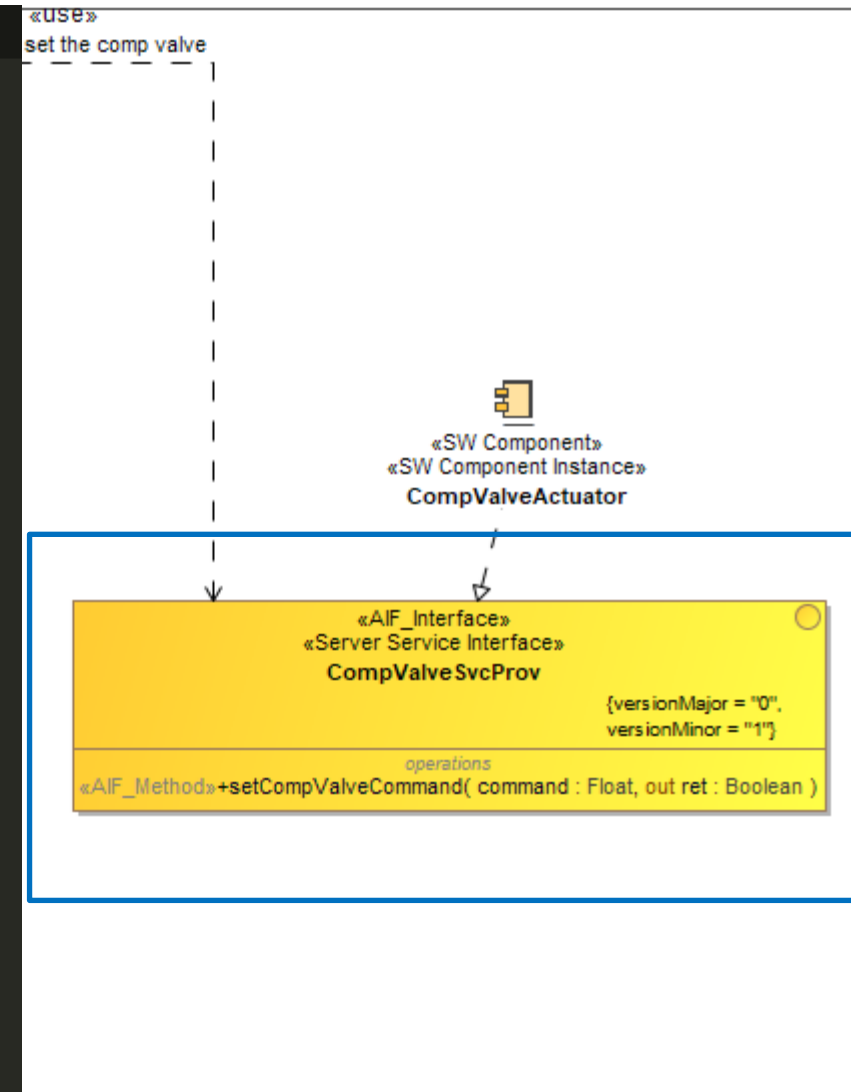 «use»
set the comp valve
«SW Component»
«SW Component Instance»
CompValveActuator
«AIF_Interface»
«Server Service Interface»
CompValveSvcProv
{versionMajor = "0",
versionMinor = "1"}
operations
«AIF_Method»+setCompValveCommand( command : Float, out ret : Boolean )